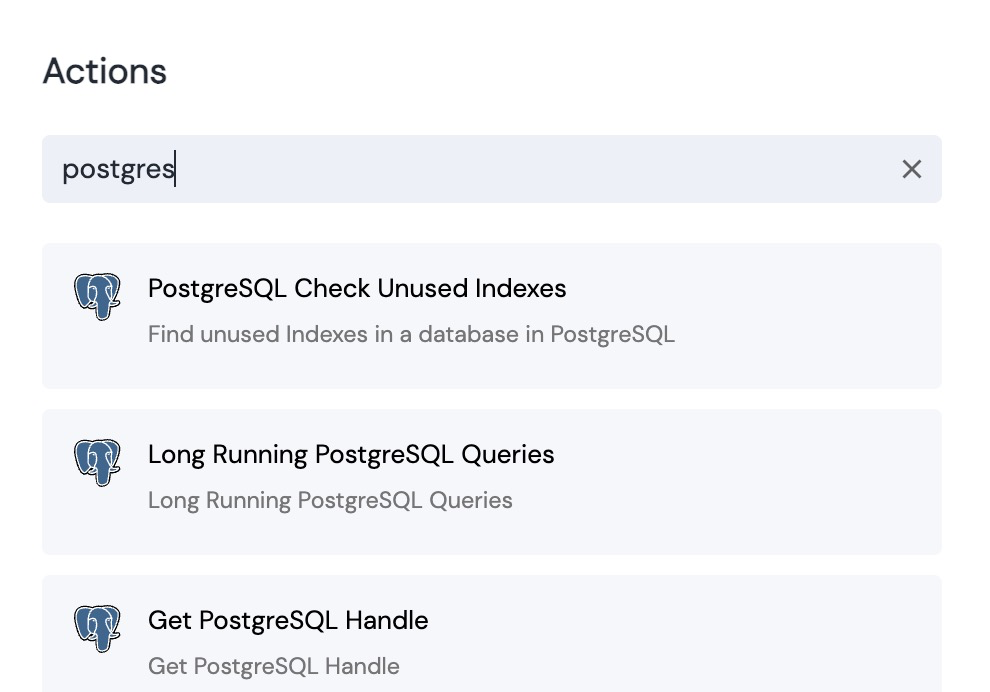 Actions
postgres
PostgreSQL Check Unused Indexes
Find unused Indexes in a database in PostgreSQL
Long Running PostgreSQL Queries
Long Running PostgreSQL Queries
Get PostgreSQL Handle
Get PostgreSQL Handle